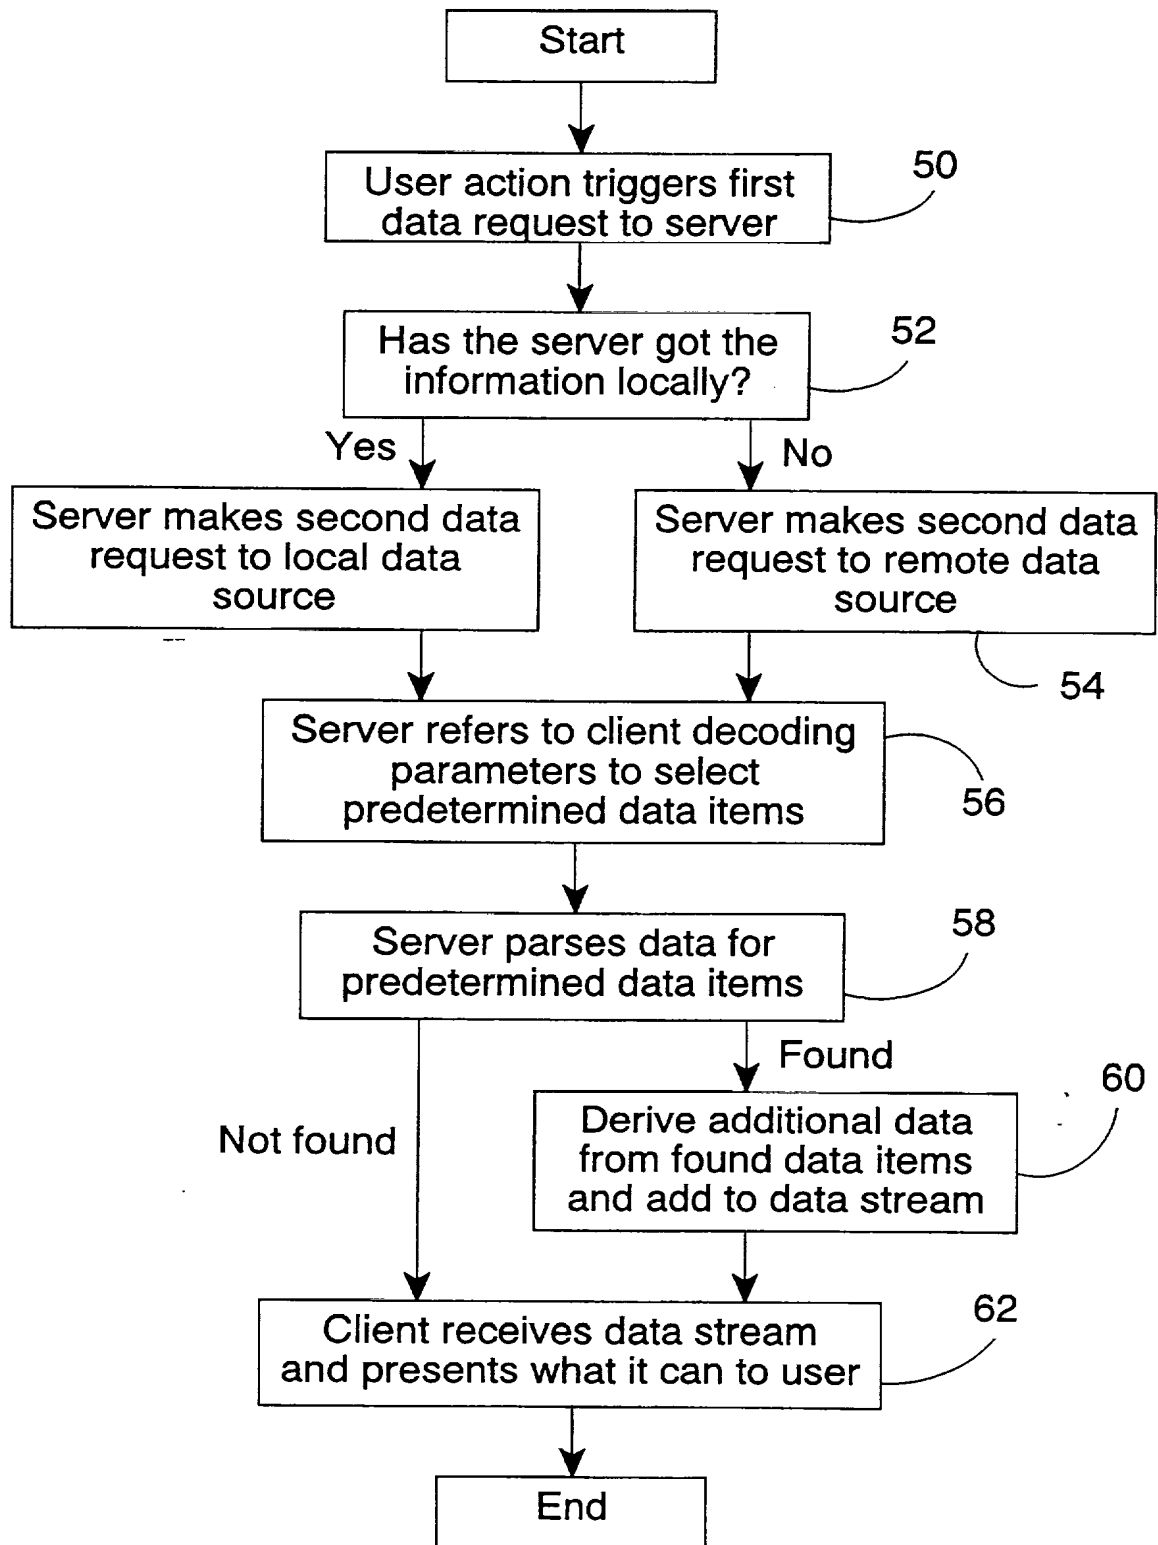 Start
User action triggers first
data request to server
50
Has the server got the
information locally?
52
Yes
No
Server makes second data
request to local data
source
Server makes second data
request to remote data
source
54
Server refers to client decoding
parameters to select
predetermined data items
56
Server parses data for
predetermined data items
58
Found
Not found
Derive additional data
from found data items
and add to data stream
60
Client receives data stream
and presents what it can to user
62
End